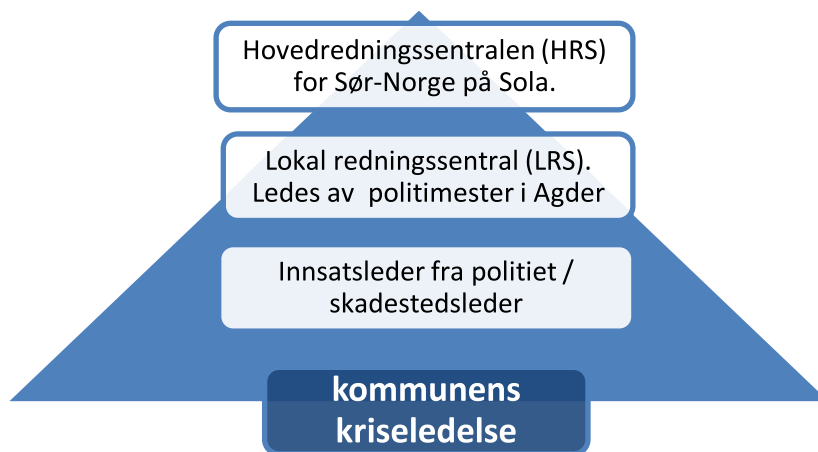 Hovedredningssentralen (HRS)
for Sør-Norge på Sola.
Lokal redningssentral (LRS).
Ledes av  politimester i Agder
Innsatsleder fra politiet /
skadestedsleder
kommunens
kriseledelse